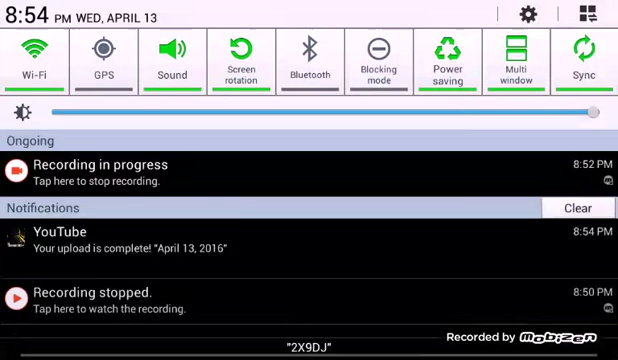 8:54 PM WED, APRIL 13
Wi-Fi
GPS
Sound
Screen
rotation
Bluetooth
Blocking
mode
Power
saving
Multi
window
Sync
Ongoing
Recording in progress 8:52 PM
Tap here to stop recording.
Notifications Clear
YouTube 8:54 PM
Your upload is complete! "April 13, 2016"
Recording stopped. 8:50 PM
Tap here to watch the recording.
Recorded by Mobizen
"2X9DJ"